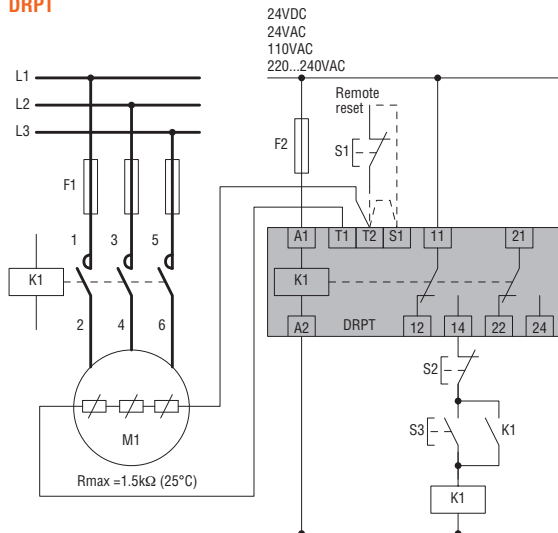 DRPT
24VDC
24VAC
110VAC
220...240VAC
L1
L2
L3
Remote
reset
F2
S1
F1
A1 T1 T2 S1 11 21
1 3 5
K1
K1
2 4 6
A2 DRPT 12 14 22 24
S2
M1
S3 K1
Rmax =1.5kΩ (25°C)
K1